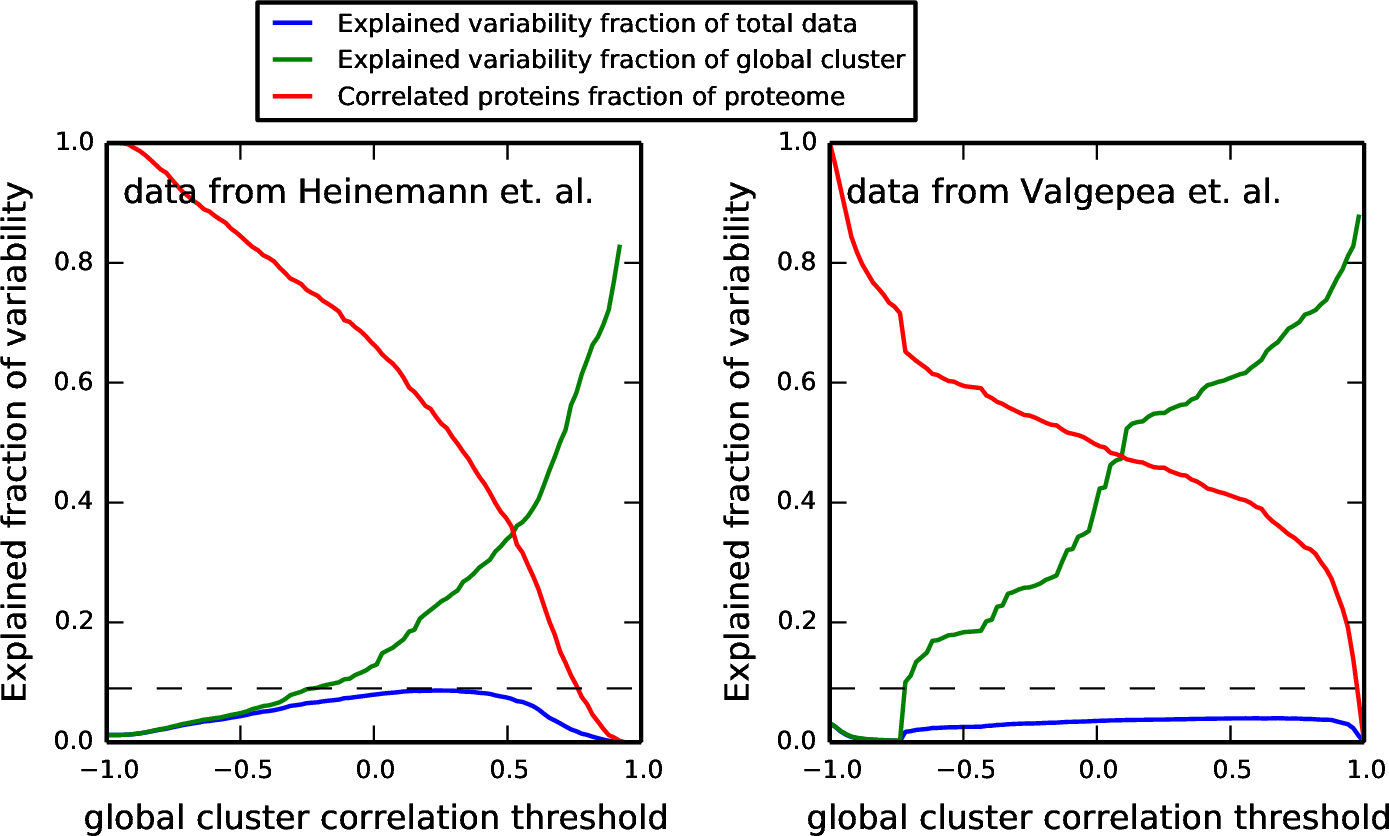 Explained variability fraction of total data
Explained variability fraction of global cluster
Correlated proteins fraction of proteome
Explained fraction of variability
1.0
0.8
0.6
0.4
0.2
0.0
data from Heinemann et. al.
−1.0 −0.5 0.0 0.5 1.0
global cluster correlation threshold
Explained fraction of variability
1.0
0.8
0.6
0.4
0.2
0.0
data from Valgepea et. al.
−1.0 −0.5 0.0 0.5 1.0
global cluster correlation threshold